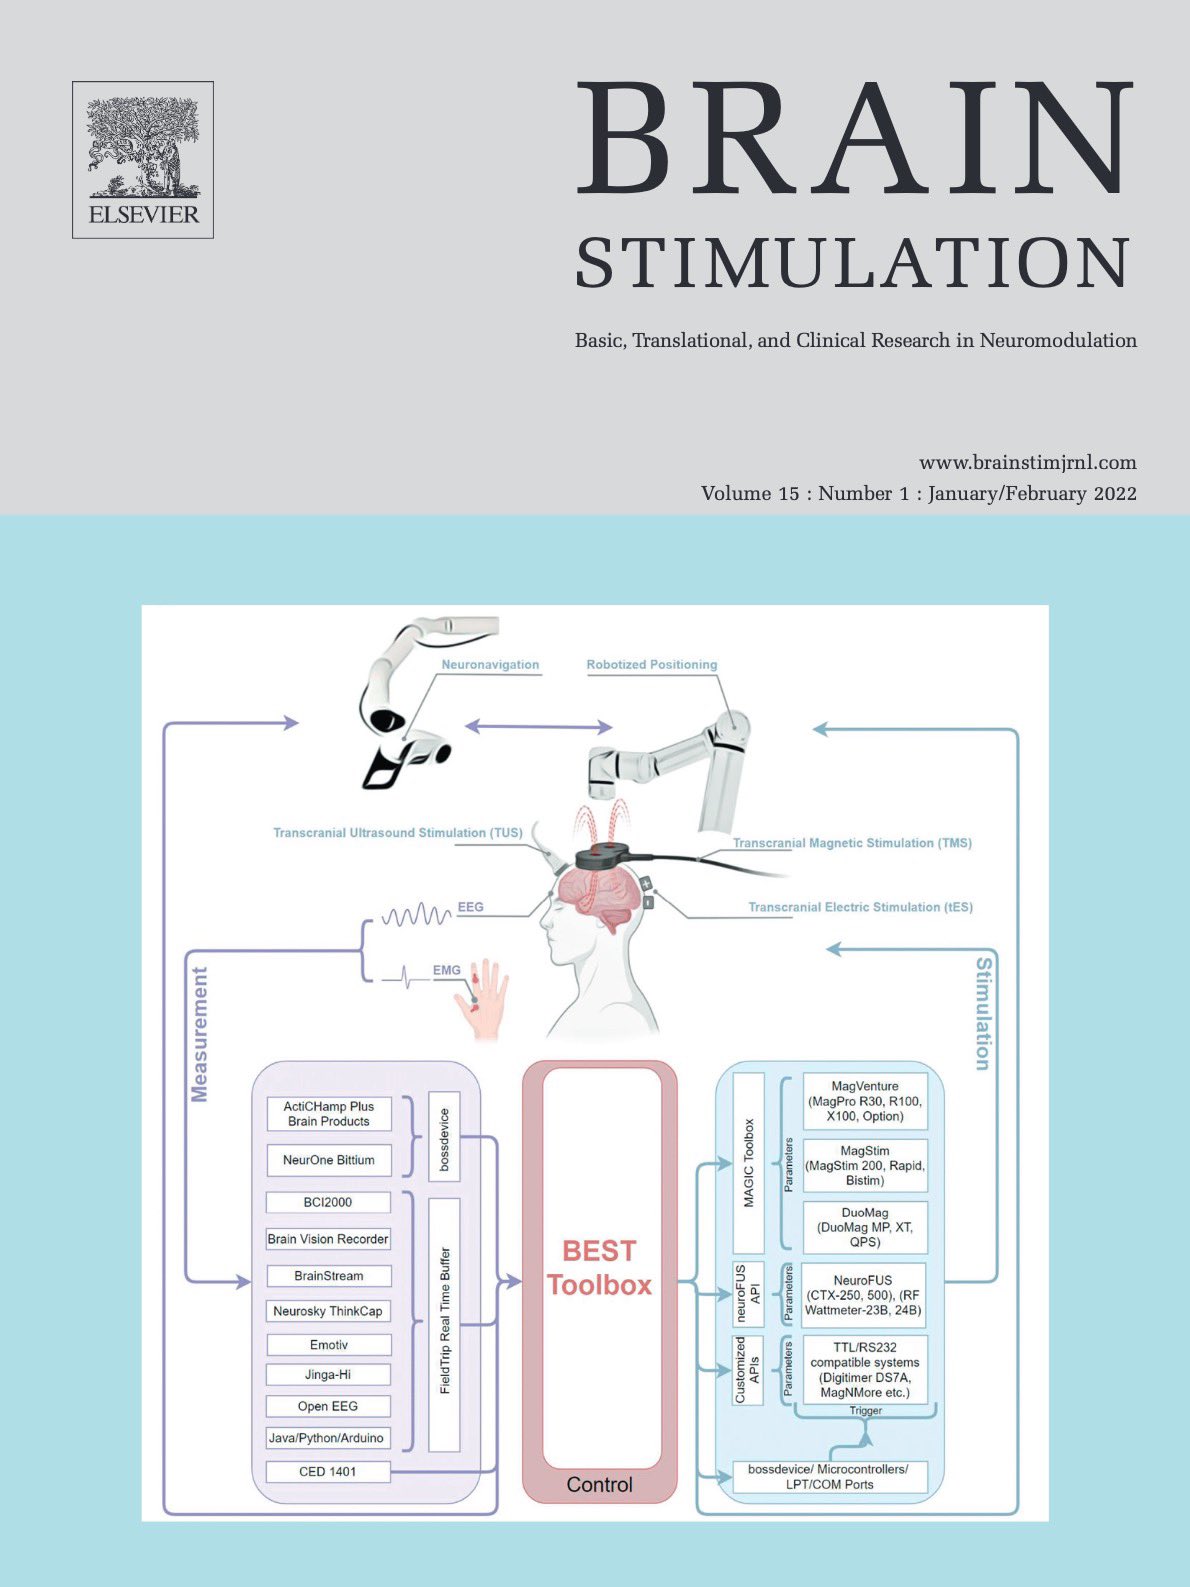 ELSEVIER
BRAIN
STIMULATION
Basic, Translational, and Clinical Research in Neuromodulation
www.brainstimjrnl.com
Volume 15 : Number 1 : January/February 2022
Neuronavigation
Robotized Positioning
Transcranial Ultrasound Stimulation (TUS)
Transcranial Magnetic Stimulation (TMS)
EEG
Transcranial Electric Stimulation (tES)
EMG
Measurement
Stimulation
ActiCHamp Plus
Brain Products
NeurOne Bittium
bossdevice
BCI2000
Brain Vision Recorder
BrainStream
Neurosky ThinkCap
Emotiv
Jinga-Hi
Open EEG
Java/Python/Arduino
FieldTrip Real Time Buffer
CED 1401
BEST
Toolbox
Control
MAGIC Toolbox
Parameters
MagVenture
(MagPro R30, R100,
X100, Option)
MagStim
(MagStim 200, Rapid,
Bistim)
DuoMag
(DuoMag MP, XT,
QPS)
neuroFUS
API
Parameters
NeuroFUS
(CTX-250, 500), (RF
Wattmeter-23B, 24B)
Customized
APIs
Parameters
TTL/RS232
compatible systems
(Digitimer DS7A,
MagNMore etc.)
Trigger
bossdevice/ Microcontrollers/
LPT/COM Ports